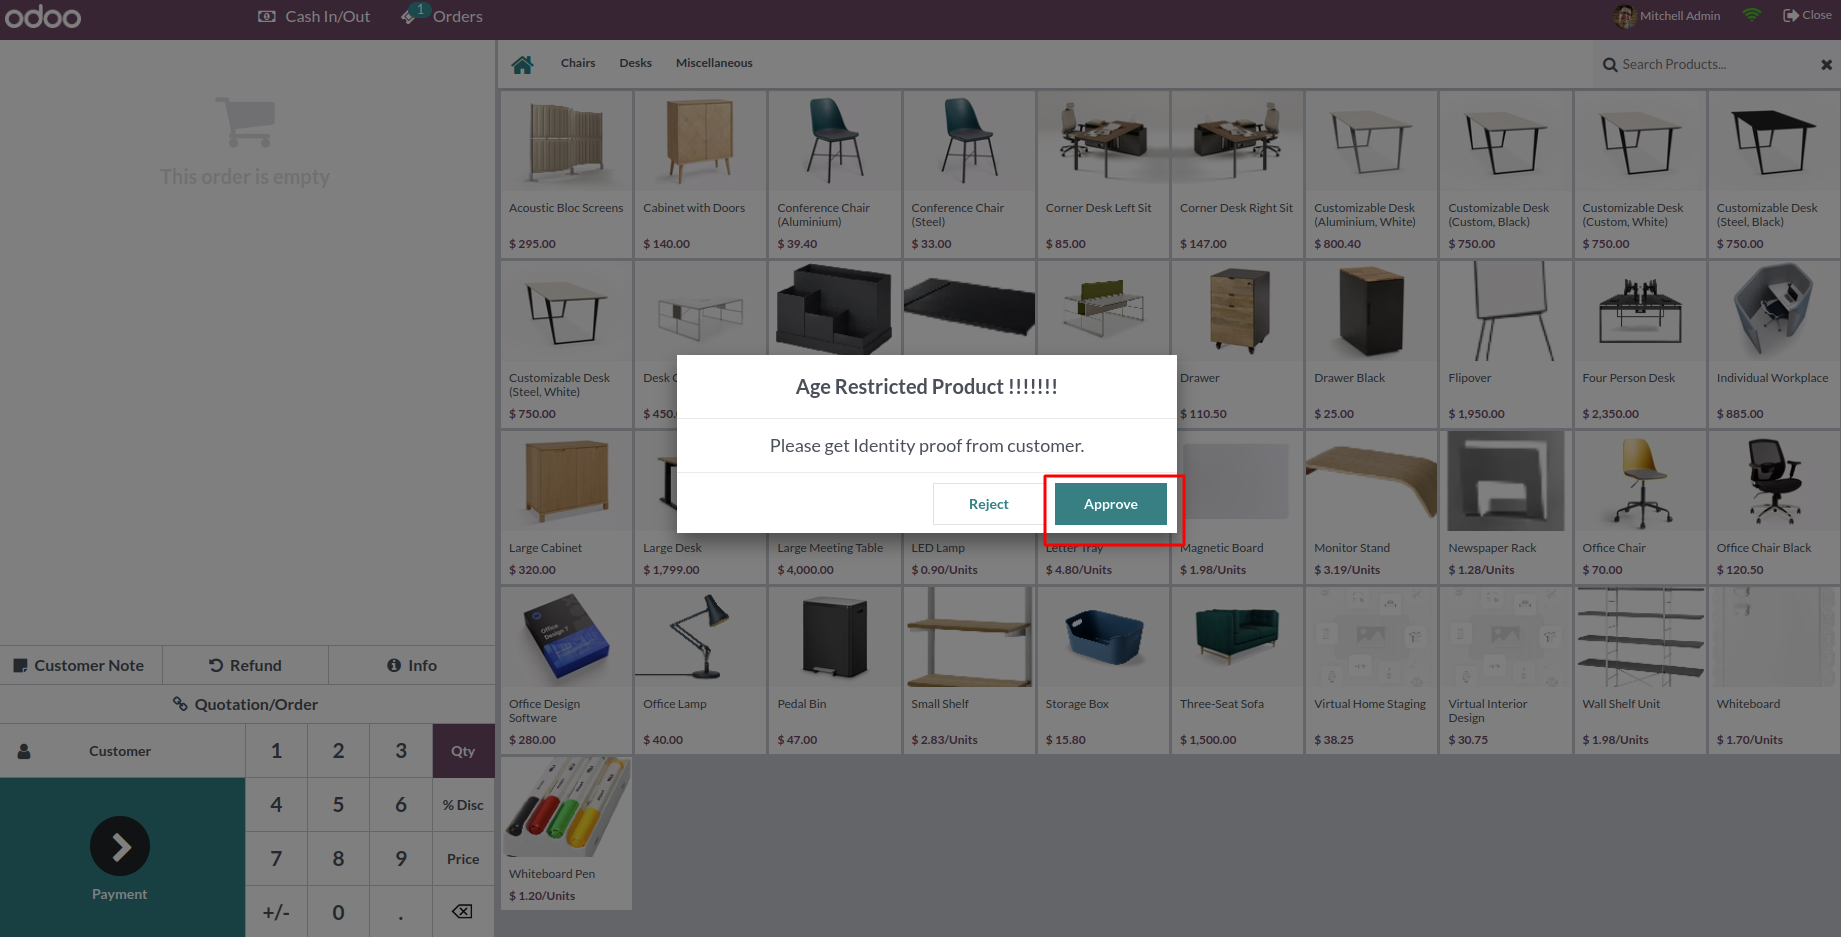 odoo
Cash In/Out
1
Orders
Mitchell Admin
Close
This order is empty
Chairs
Desks
Miscellaneous
Search Products...
Acoustic Bloc Screens
$ 295.00
Cabinet with Doors
$ 140.00
Conference Chair
(Aluminium)
$ 39.40
Conference Chair
(Steel)
$ 33.00
Corner Desk Left Sit
$ 85.00
Corner Desk Right Sit
$ 147.00
Customizable Desk
(Aluminium, White)
$ 800.40
Customizable Desk
(Custom, Black)
$ 750.00
Customizable Desk
(Custom, White)
$ 750.00
Customizable Desk
(Steel, Black)
$ 750.00
Customizable Desk
(Steel, White)
$ 750.00
Desk
$ 450.
Drawer
$ 110.50
Drawer Black
$ 25.00
Flipover
$ 1,950.00
Four Person Desk
$ 2,350.00
Individual Workplace
$ 885.00
Age Restricted Product !!!!!!!
Please get Identity proof from customer.
Reject
Approve
Large Cabinet
$ 320.00
Large Desk
$ 1,799.00
Large Meeting Table
$ 4,000.00
LED Lamp
$ 0.90/Units
Letter Tray
$ 4.80/Units
Magnetic Board
$ 1.98/Units
Monitor Stand
$ 3.19/Units
Newspaper Rack
$ 1.28/Units
Office Chair
$ 70.00
Office Chair Black
$ 120.50
Office
Design 7
Office Design
Software
$ 280.00
Office Lamp
$ 40.00
Pedal Bin
$ 47.00
Small Shelf
$ 2.83/Units
Storage Box
$ 15.80
Three-Seat Sofa
$ 1,500.00
Virtual Home Staging
$ 38.25
Virtual Interior
Design
$ 30.75
Wall Shelf Unit
$ 1.98/Units
Whiteboard
$ 1.70/Units
Whiteboard Pen
$ 1.20/Units
Customer Note
Refund
Info
Quotation/Order
Customer
1
2
3
Qty
4
5
6
% Disc
7
8
9
Price
+/-
0
.
Payment